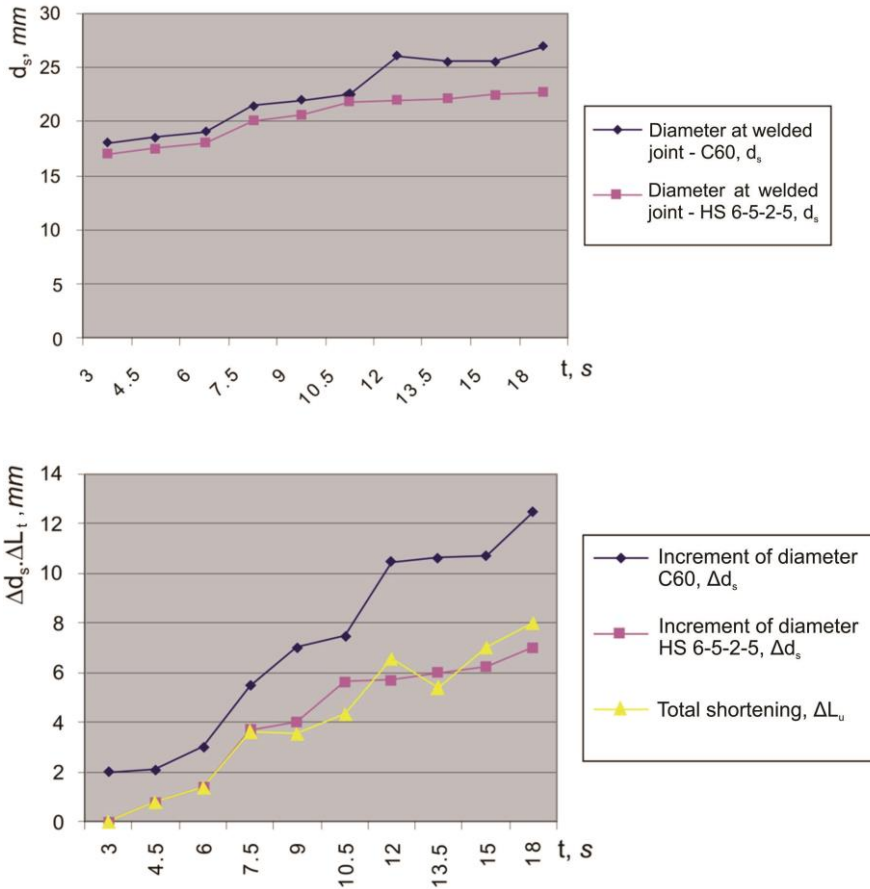 dₛ, mm
30
25
20
15
10
5
0
3
4.5
6
7.5
9
10.5
12
13.5
15
18
t, s
Diameter at welded
joint - C60, dₛ
Diameter at welded
joint - HS 6-5-2-5, dₛ
Δdₛ.ΔLₜ, mm
14
12
10
8
6
4
2
0
3
4.5
6
7.5
9
10.5
12
13.5
15
18
t, s
Increment of diameter
C60, Δdₛ
Increment of diameter
HS 6-5-2-5, Δdₛ
Total shortening, ΔLᵤ